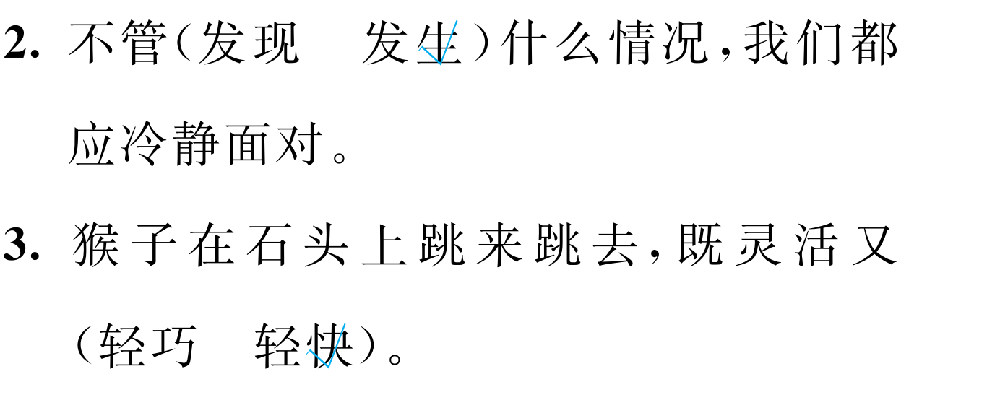 2. 不管(发现　发生)什么情况,我们都
应冷静面对。
3. 猴子在石头上跳来跳去,既灵活又
(轻巧　轻快)。